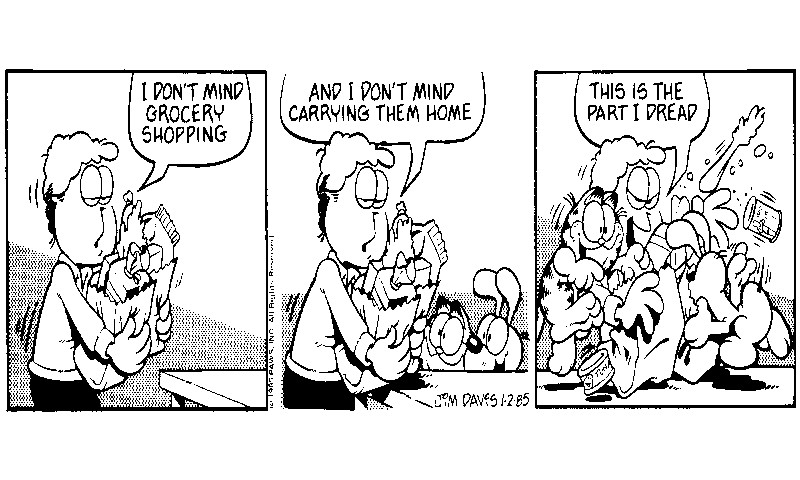 I DON'T MIND
GROCERY
SHOPPING
AND I DON'T MIND
CARRYING THEM HOME
THIS IS THE
PART I DREAD
JIM DAVIS 1-2-85